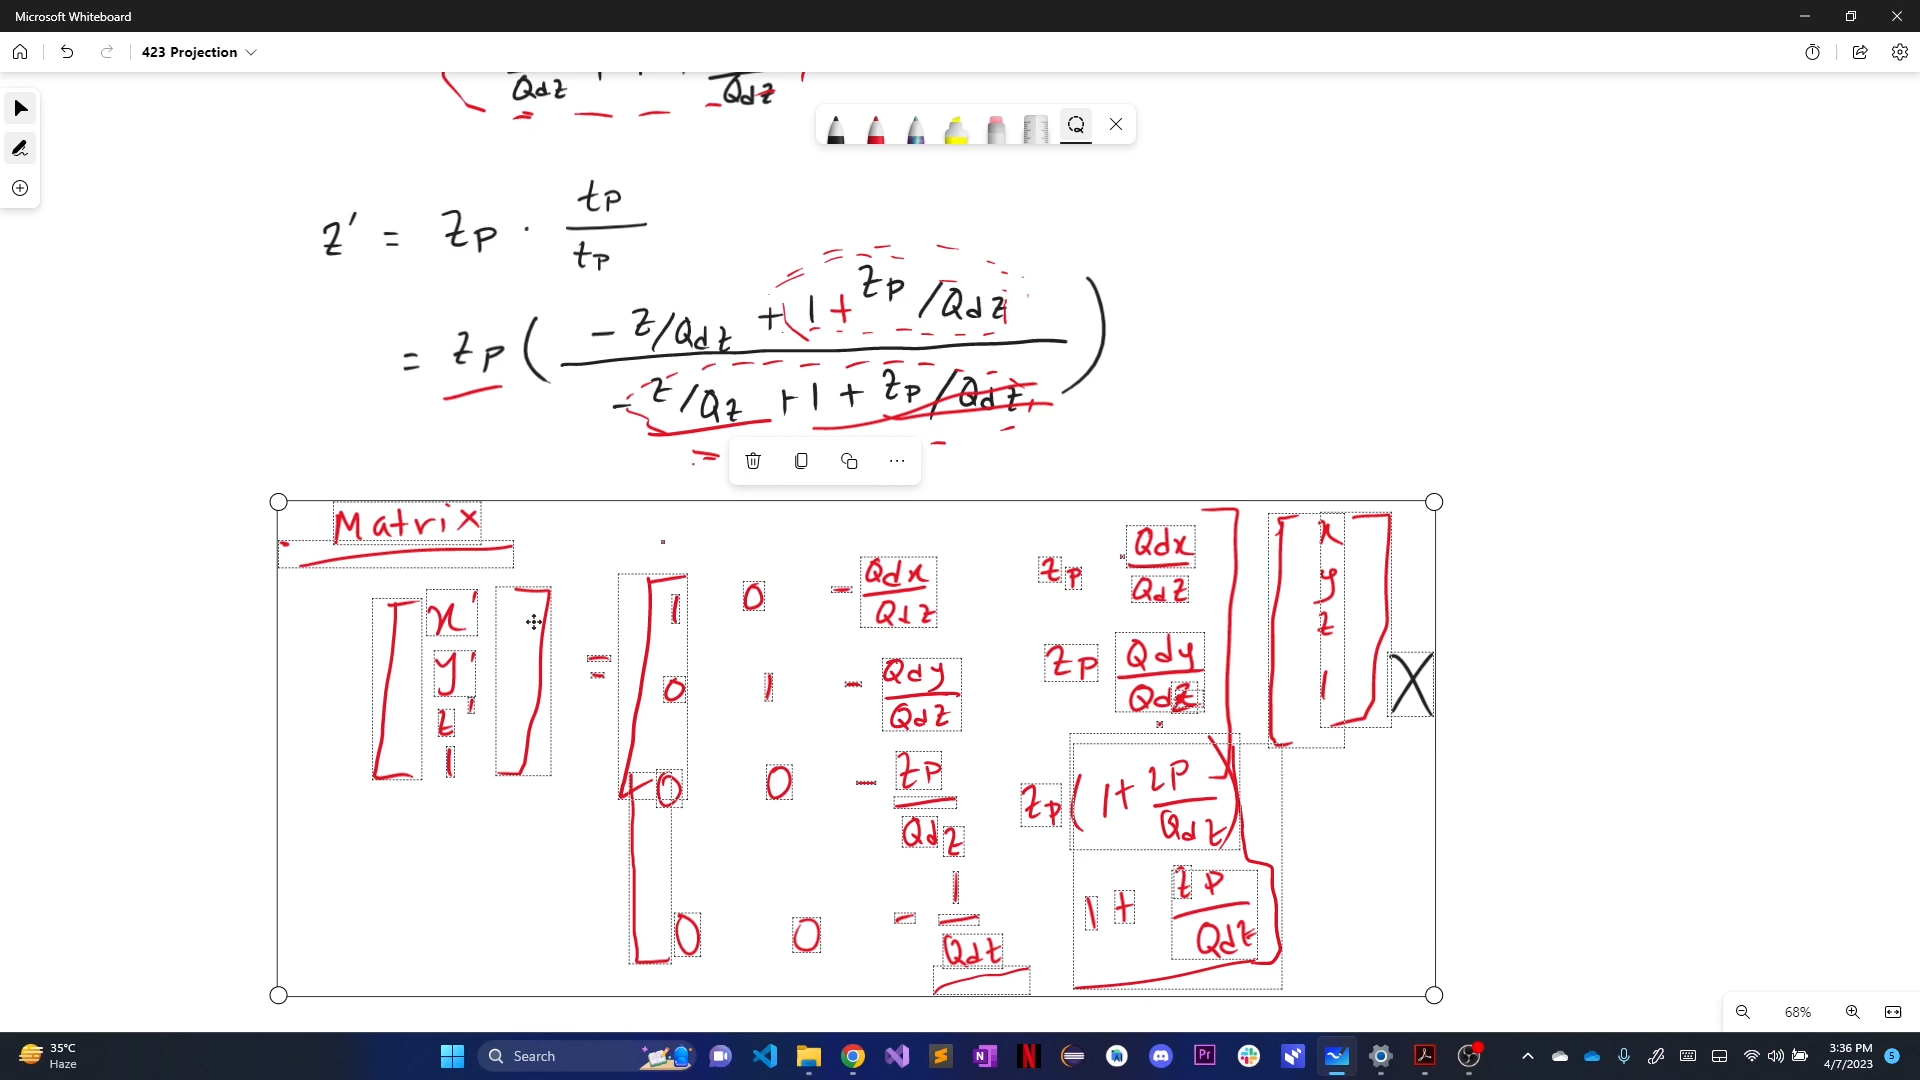 Microsoft Whiteboard
423 Projection
Qdz Qdz
z' = zp · tp/tp
= zp ( (-z/Qdz + 1 + zp/Qdz) / (-z/Qz + 1 + zp/Qdz) )
Matrix
[x' y' z' 1] =
1 0 -Qdx/Qdz zp Qdx/Qdz
0 1 -Qdy/Qdz zp Qdy/Qdz
0 0 -zp/Qdz zp(1 + zp/Qdz)
0 0 -1/Qdz 1 + zp/Qdz
[x y z 1] X
68%
35°C
Haze
Search
Pr
3:36 PM
4/7/2023
5